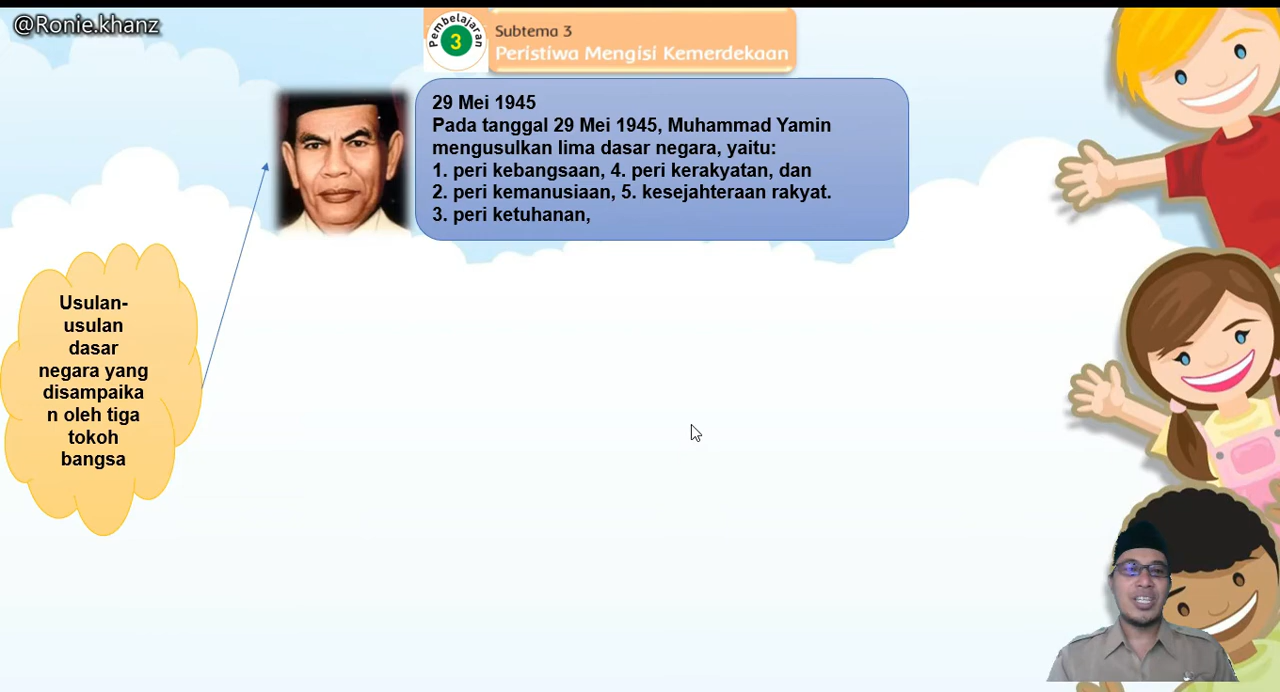 @Ronie.khanz
Pembelajaran
3
Subtema 3
Peristiwa Mengisi Kemerdekaan
29 Mei 1945
Pada tanggal 29 Mei 1945, Muhammad Yamin
mengusulkan lima dasar negara, yaitu:
1. peri kebangsaan, 4. peri kerakyatan, dan
2. peri kemanusiaan, 5. kesejahteraan rakyat.
3. peri ketuhanan,
Usulan-
usulan
dasar
negara yang
disampaika
n oleh tiga
tokoh
bangsa